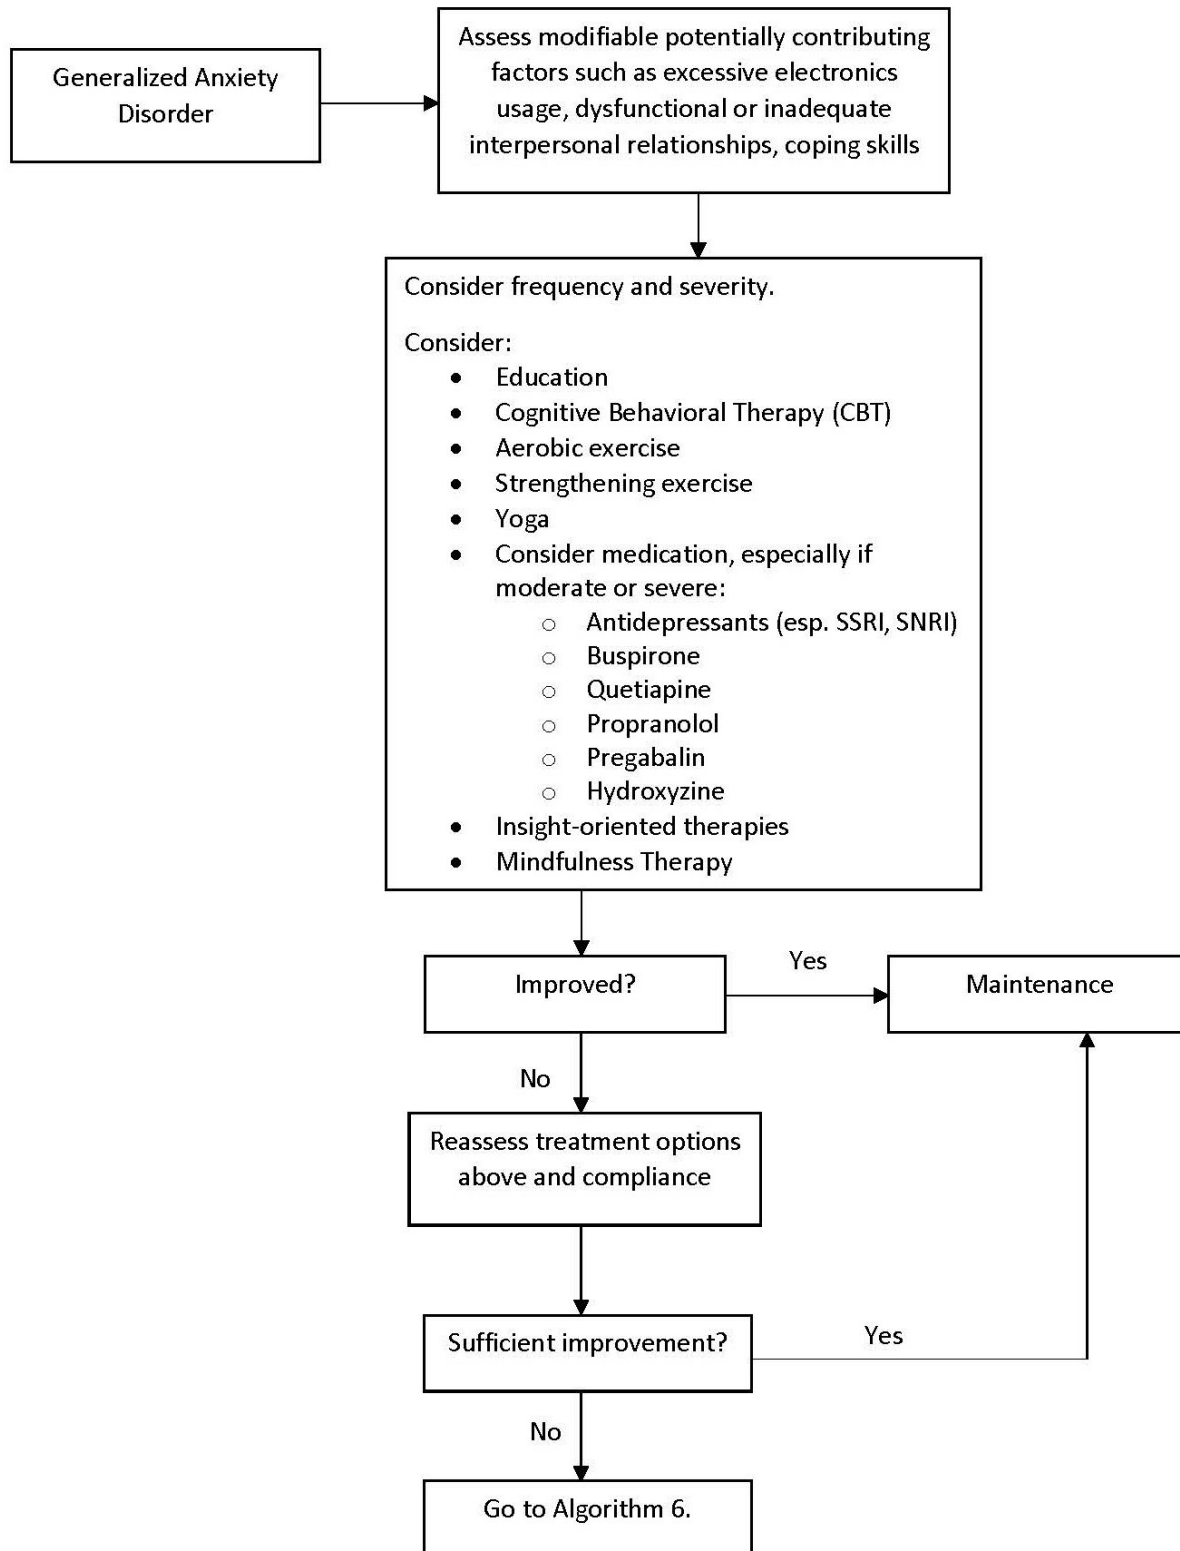 Generalized Anxiety
Disorder
Assess modifiable potentially contributing
factors such as excessive electronics
usage, dysfunctional or inadequate
interpersonal relationships, coping skills
Consider frequency and severity.
Consider:
• Education
• Cognitive Behavioral Therapy (CBT)
• Aerobic exercise
• Strengthening exercise
• Yoga
• Consider medication, especially if
moderate or severe:
○ Antidepressants (esp. SSRI, SNRI)
○ Buspirone
○ Quetiapine
○ Propranolol
○ Pregabalin
○ Hydroxyzine
• Insight-oriented therapies
• Mindfulness Therapy
Improved?
Yes
Maintenance
No
Reassess treatment options
above and compliance
Sufficient improvement?
Yes
No
Go to Algorithm 6.